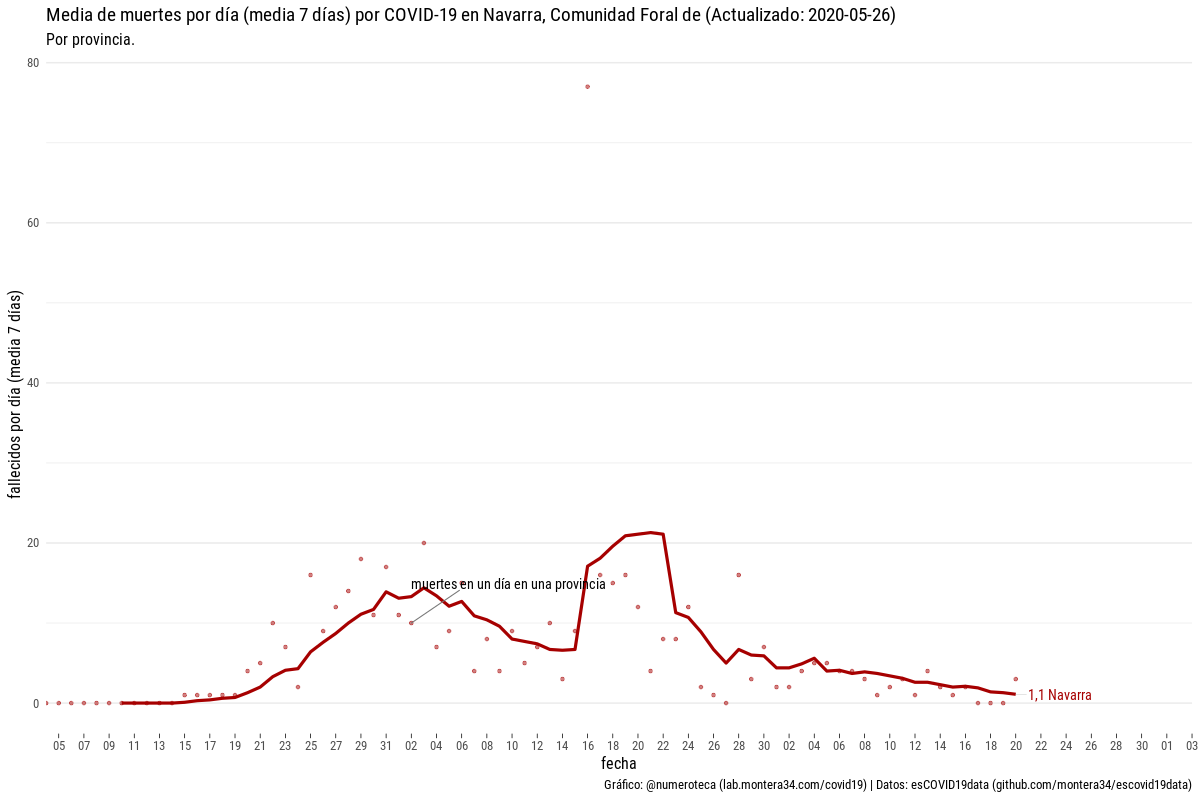 Media de muertes por día (media 7 días) por COVID-19 en Navarra, Comunidad Foral de (Actualizado: 2020-05-26)
Por provincia.
fallecidos por día (media 7 días)
80
60
40
20
0
muertes en un día en una provincia
1,1 Navarra
05 07 09 11 13 15 17 19 21 23 25 27 29 31 02 04 06 08 10 12 14 16 18 20 22 24 26 28 30 02 04 06 08 10 12 14 16 18 20 22 24 26 28 30 01 03
fecha
Gráfico: @numeroteca (lab.montera34.com/covid19) | Datos: esCOVID19data (github.com/montera34/escovid19data)